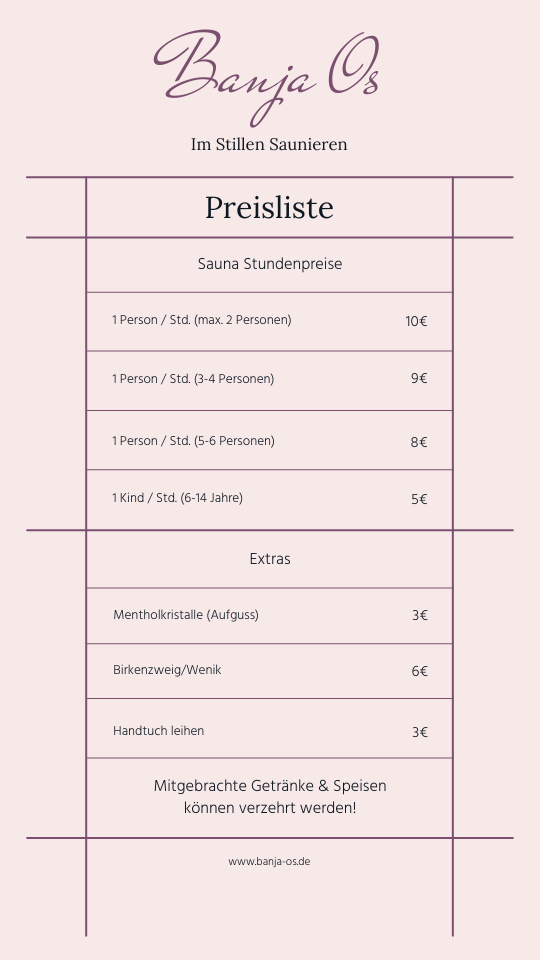 Banja Os
Im Stillen Saunieren
Preisliste
Sauna Stundenpreise
1 Person / Std. (max. 2 Personen) 10€
1 Person / Std. (3-4 Personen) 9€
1 Person / Std. (5-6 Personen) 8€
1 Kind / Std. (6-14 Jahre) 5€
Extras
Mentholkristalle (Aufguss) 3€
Birkenzweig/Wenik 6€
Handtuch leihen 3€
Mitgebrachte Getränke & Speisen
können verzehrt werden!
www.banja-os.de